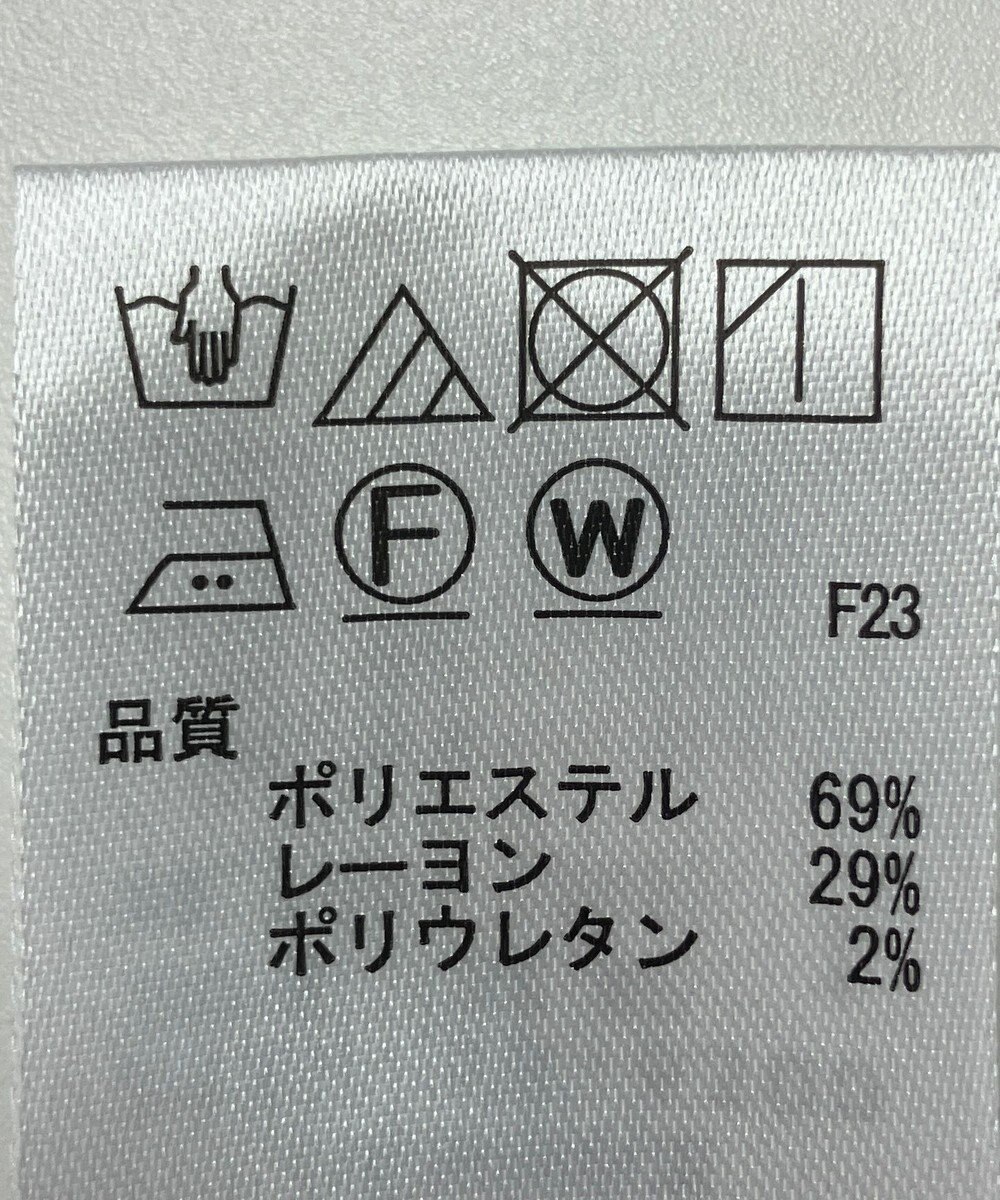 F W
F23
品質
ポリエステル 69%
レーヨン 29%
ポリウレタン 2%